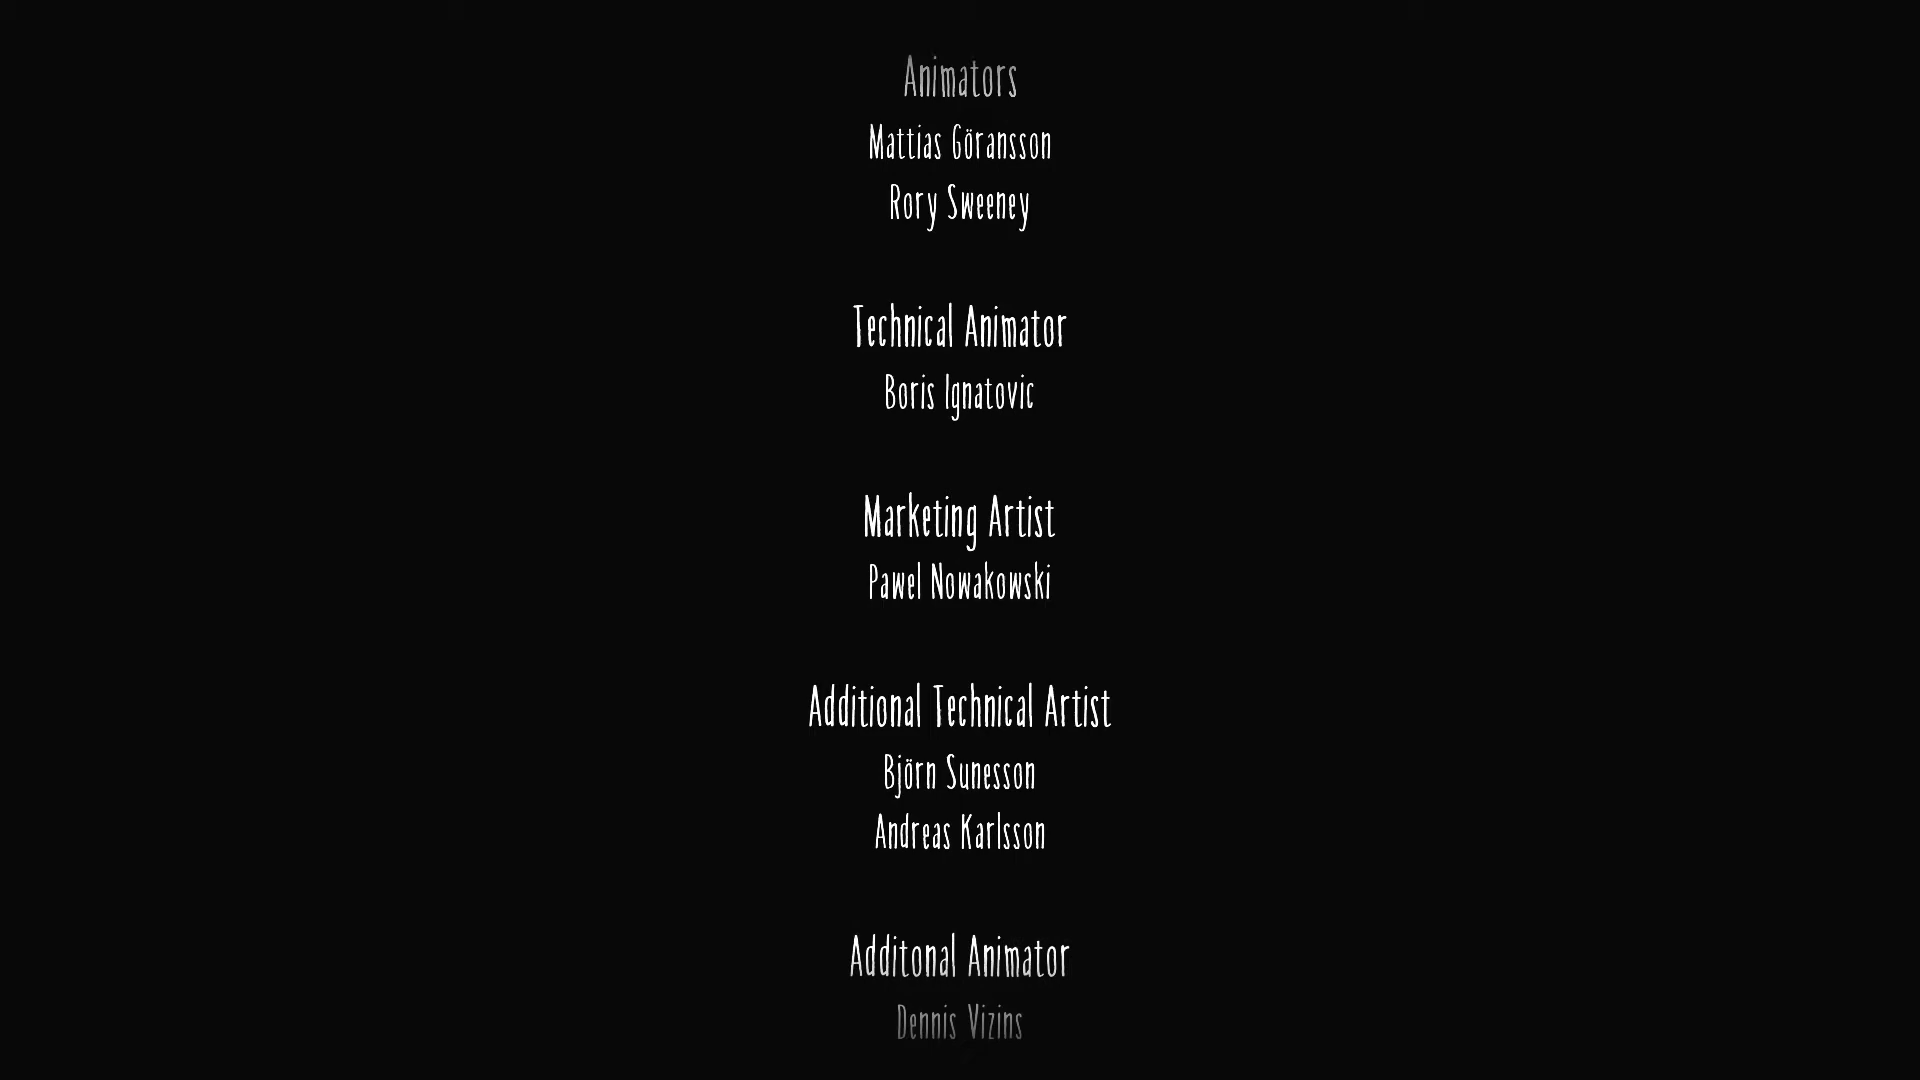 Animators
Mattias Göransson
Rory Sweeney
Technical Animator
Boris Ignatovic
Marketing Artist
Pawel Nowakowski
Additional Technical Artist
Björn Sunesson
Andreas Karlsson
Additonal Animator
Dennis Vizins